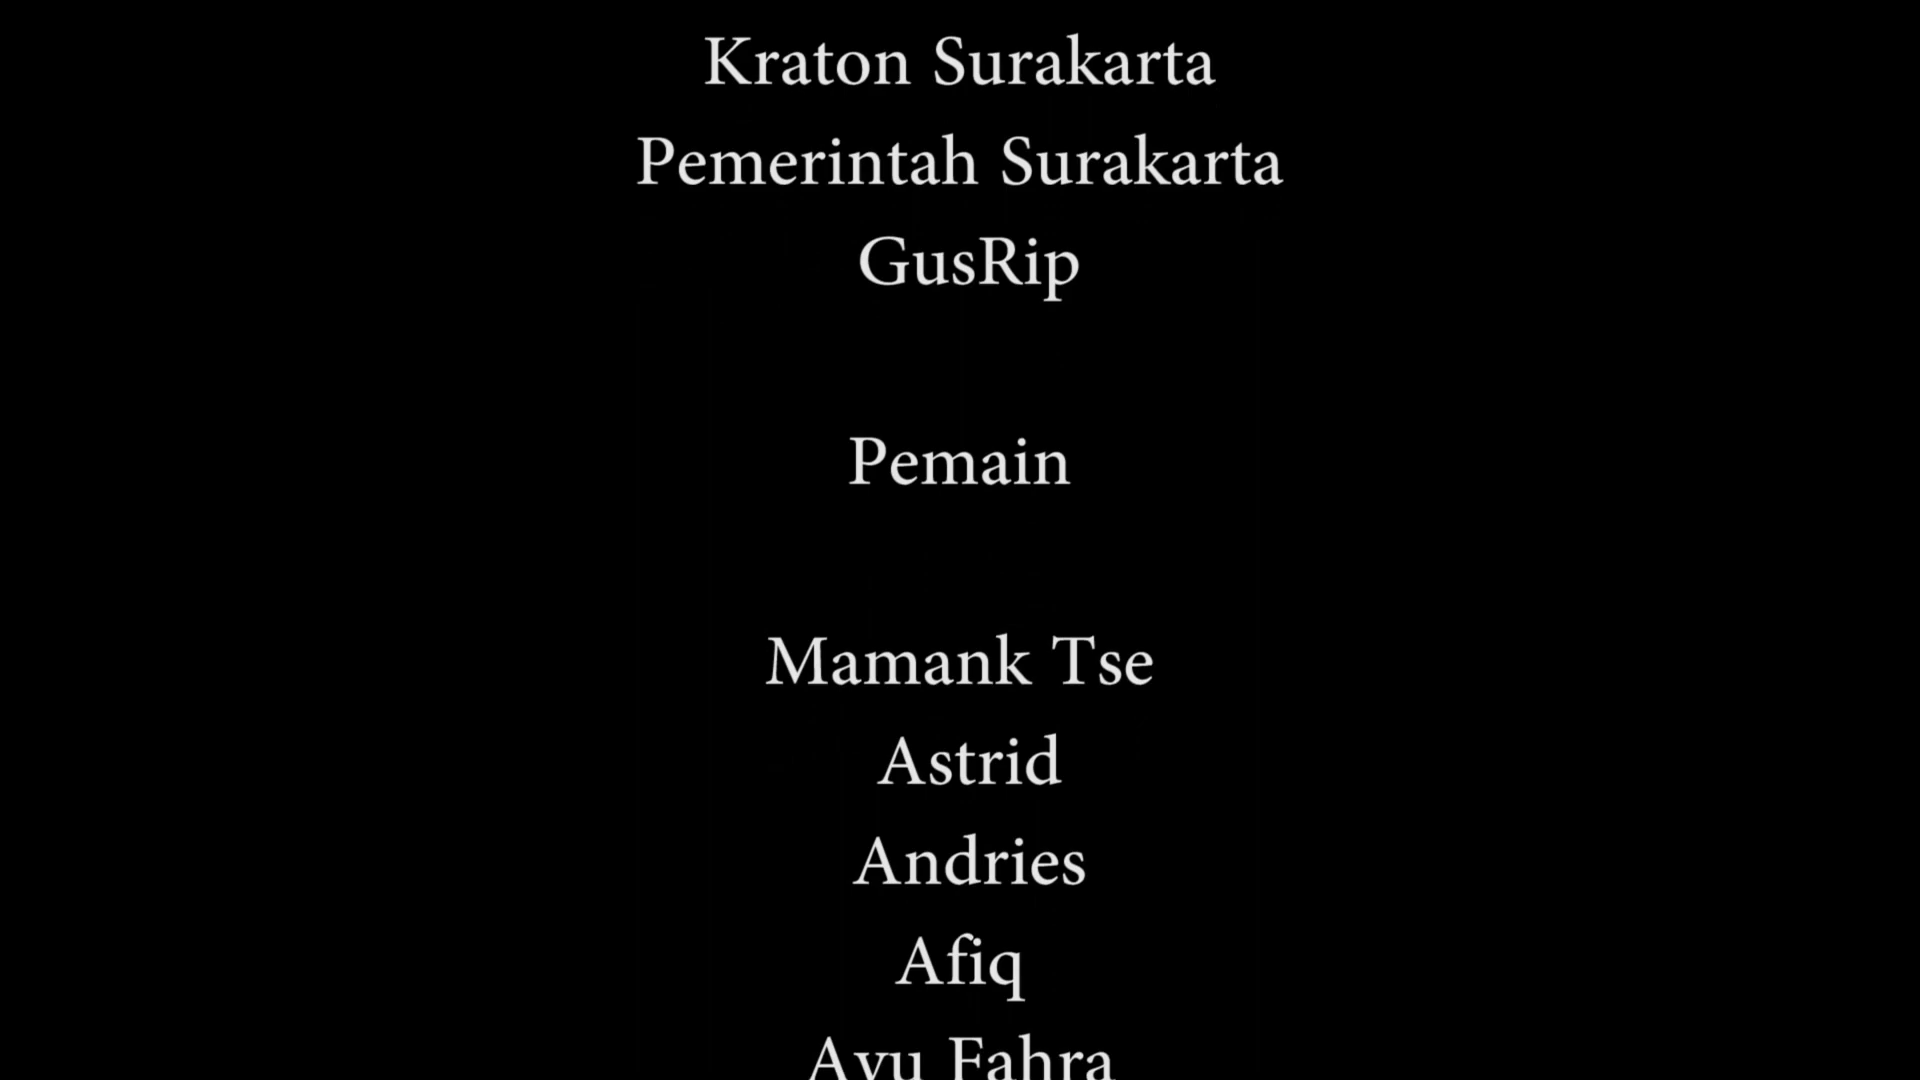 Kraton Surakarta
Pemerintah Surakarta
GusRip
Pemain
Mamank Tse
Astrid
Andries
Afiq
Ayu Fahra